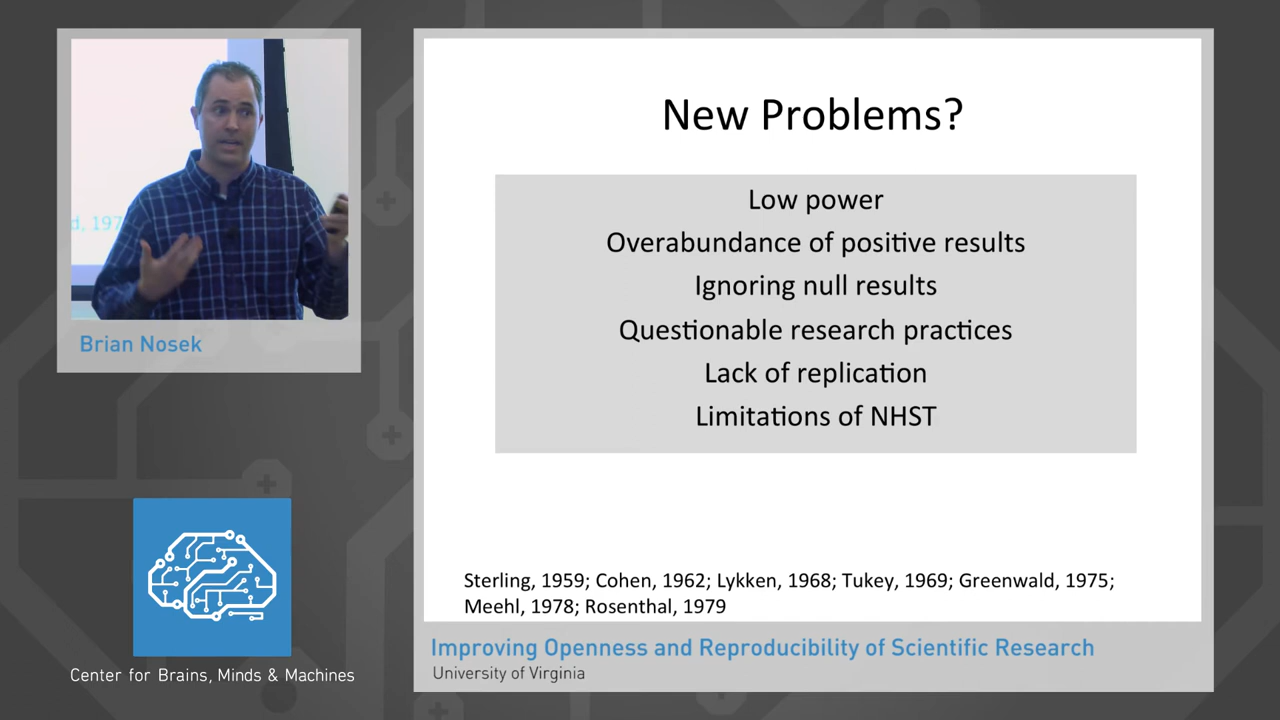 New Problems?
Low power
Overabundance of positive results
Ignoring null results
Questionable research practices
Lack of replication
Limitations of NHST
Sterling, 1959; Cohen, 1962; Lykken, 1968; Tukey, 1969; Greenwald, 1975;
Meehl, 1978; Rosenthal, 1979
d, 197
Brian Nosek
Center for Brains, Minds & Machines
Improving Openness and Reproducibility of Scientific Research
University of Virginia